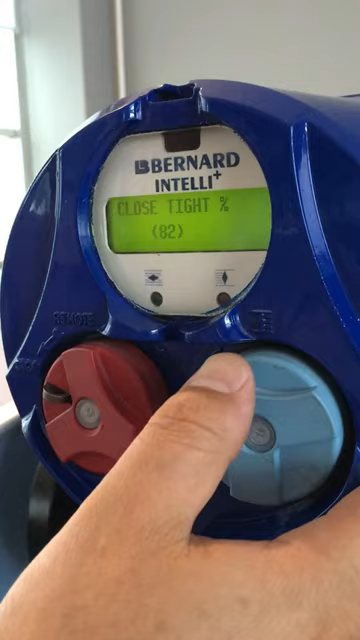 BERNARD
INTELLI+
CLOSE TIGHT %
(82)
REMOTE